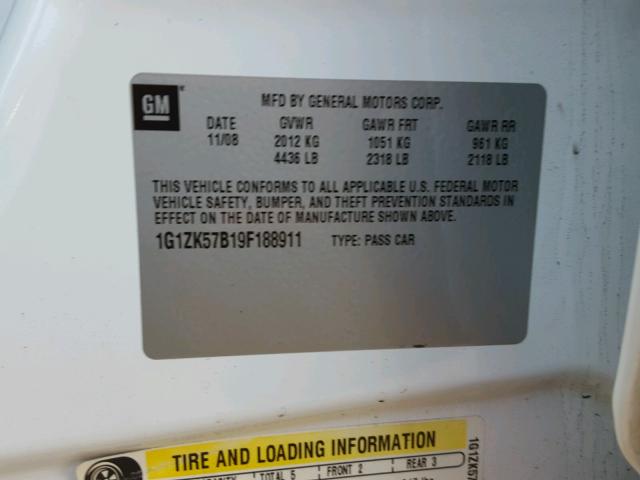 GM
MFD BY GENERAL MOTORS CORP.
DATE GVWR GAWR FRT GAWR RR
11/08 2012 KG 1051 KG 961 KG
4436 LB 2318 LB 2118 LB
THIS VEHICLE CONFORMS TO ALL APPLICABLE U.S. FEDERAL MOTOR
VEHICLE SAFETY, BUMPER, AND THEFT PREVENTION STANDARDS IN
EFFECT ON THE DATE OF MANUFACTURE SHOWN ABOVE.
1G1ZK57B19F188911 TYPE: PASS CAR
TIRE AND LOADING INFORMATION
TOTAL 5 FRONT 2 REAR 3
1G1ZK57